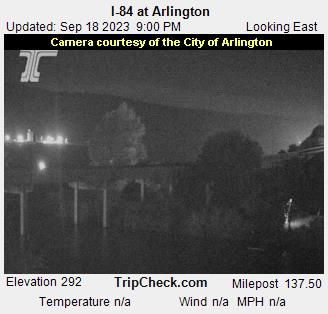 I-84 at Arlington
Updated: Sep 18 2023 9:00 PM Looking East
Camera courtesy of the City of Arlington
Elevation 292 TripCheck.com Milepost 137.50
Temperature n/a Wind n/a MPH n/a